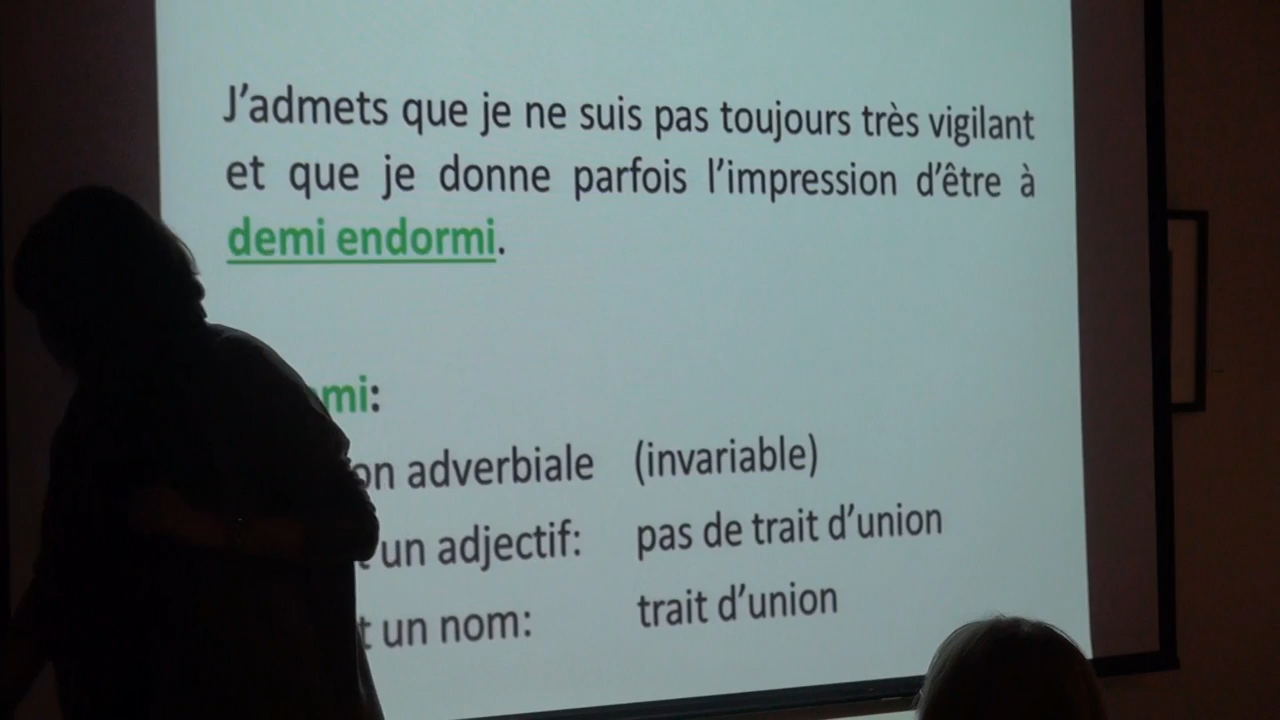 J'admets que je ne suis pas toujours très vigilant
et que je donne parfois l'impression d'être à
demi endormi.
mi:
on adverbiale (invariable)
t un adjectif: pas de trait d'union
t un nom: trait d'union